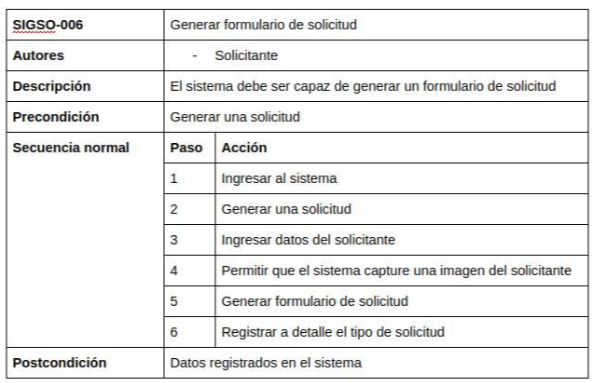 SIGSO-006 Generar formulario de solicitud
Autores - Solicitante
Descripción El sistema debe ser capaz de generar un formulario de solicitud
Precondición Generar una solicitud
Secuencia normal Paso Acción
1 Ingresar al sistema
2 Generar una solicitud
3 Ingresar datos del solicitante
4 Permitir que el sistema capture una imagen del solicitante
5 Generar formulario de solicitud
6 Registrar a detalle el tipo de solicitud
Postcondición Datos registrados en el sistema